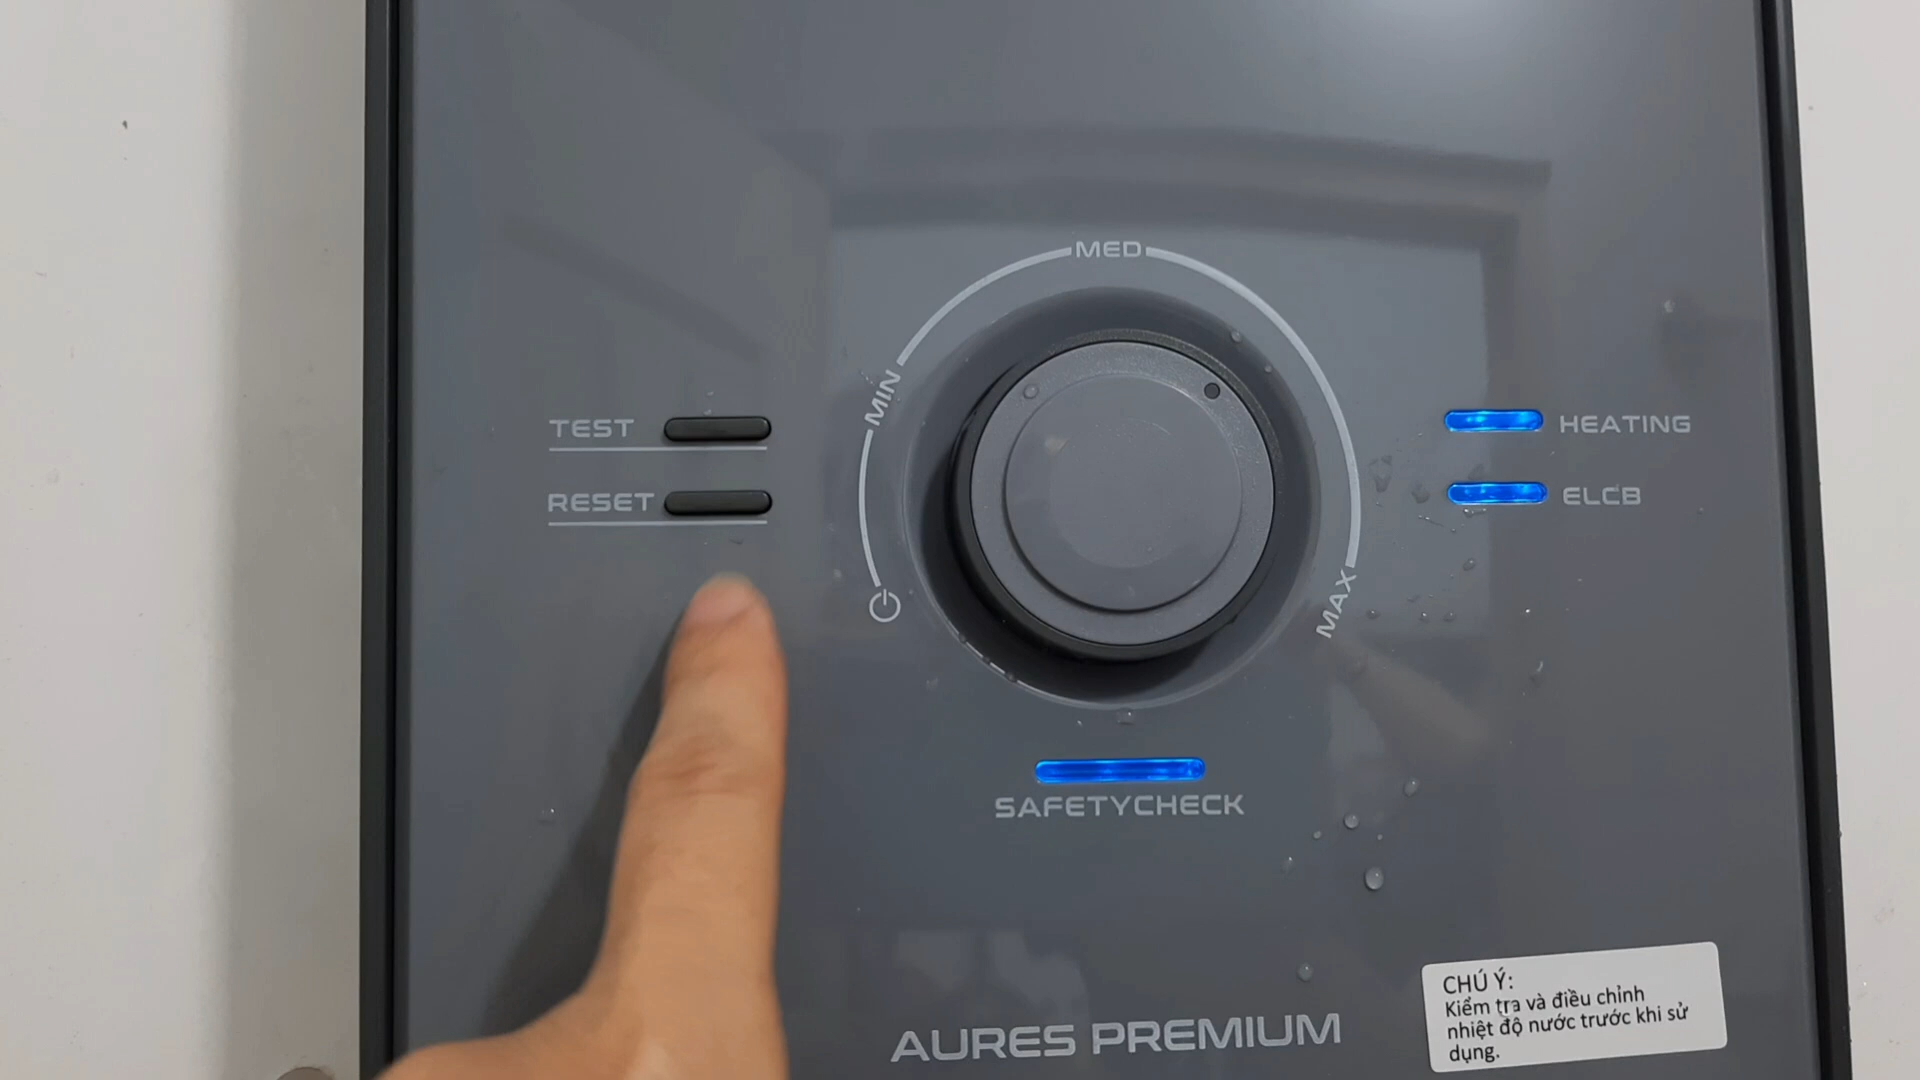 MED
MIN
TEST
HEATING
RESET
ELCB
MAX
SAFETYCHECK
AURES PREMIUM
CHÚ Ý:
Kiểm tra và điều chỉnh
nhiệt độ nước trước khi sử
dụng.